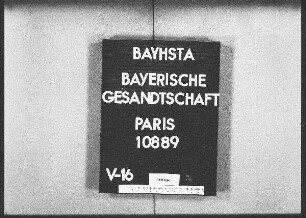 BAYHSTA
BAYERISCHE
GESANDTSCHAFT
PARIS
10889
V-16